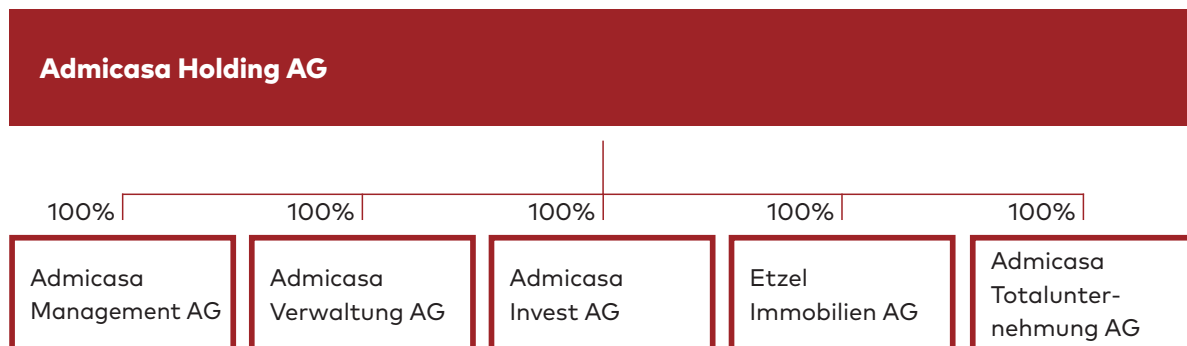 Admicasa Holding AG
100% 100% 100% 100% 100%
Admicasa
Management AG
Admicasa
Verwaltung AG
Admicasa
Invest AG
Etzel
Immobilien AG
Admicasa
Totalunter-
nehmung AG